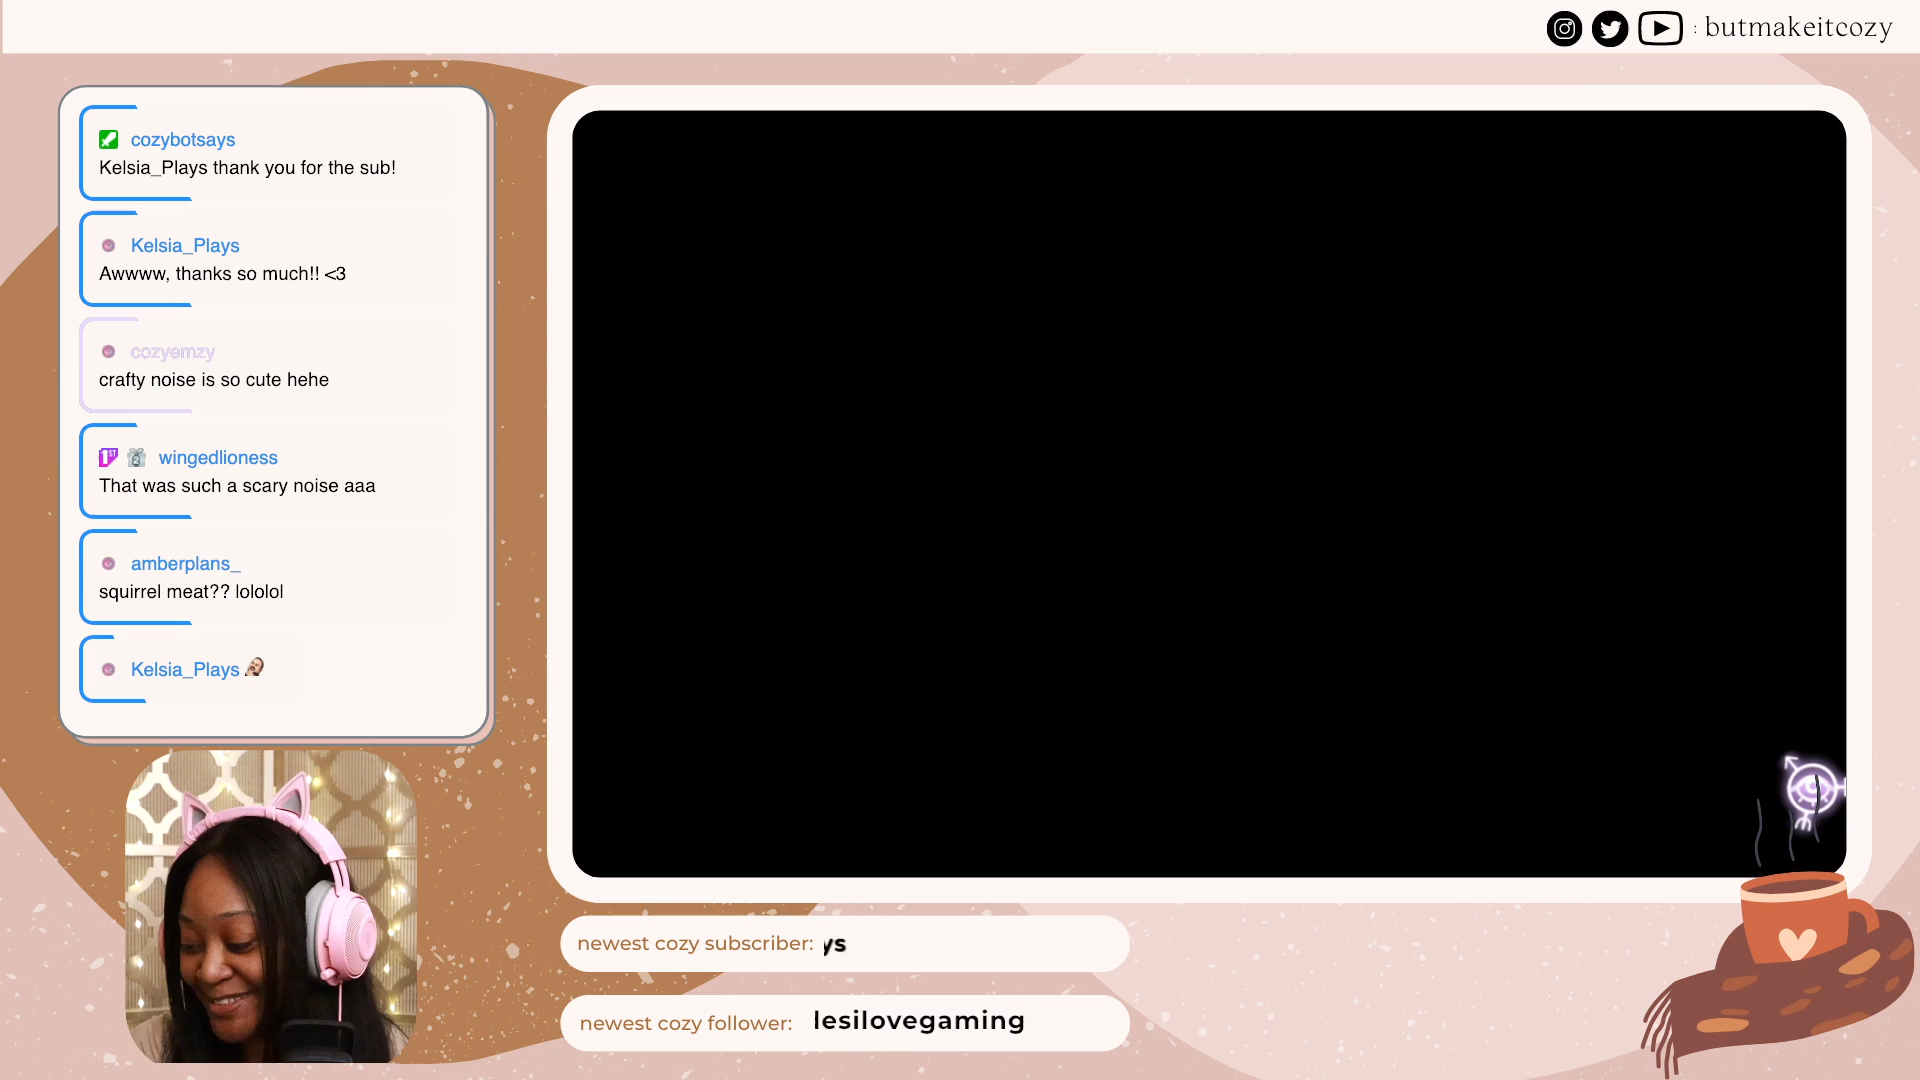 : butmakeitcozy
cozybotsays
Kelsia_Plays thank you for the sub!
Kelsia_Plays
Awwww, thanks so much!! <3
cozyemzy
crafty noise is so cute hehe
1ST 2 wingedlioness
That was such a scary noise aaa
amberplans_
squirrel meat?? lololol
Kelsia_Plays
newest cozy subscriber: ys
newest cozy follower: lesilovegaming